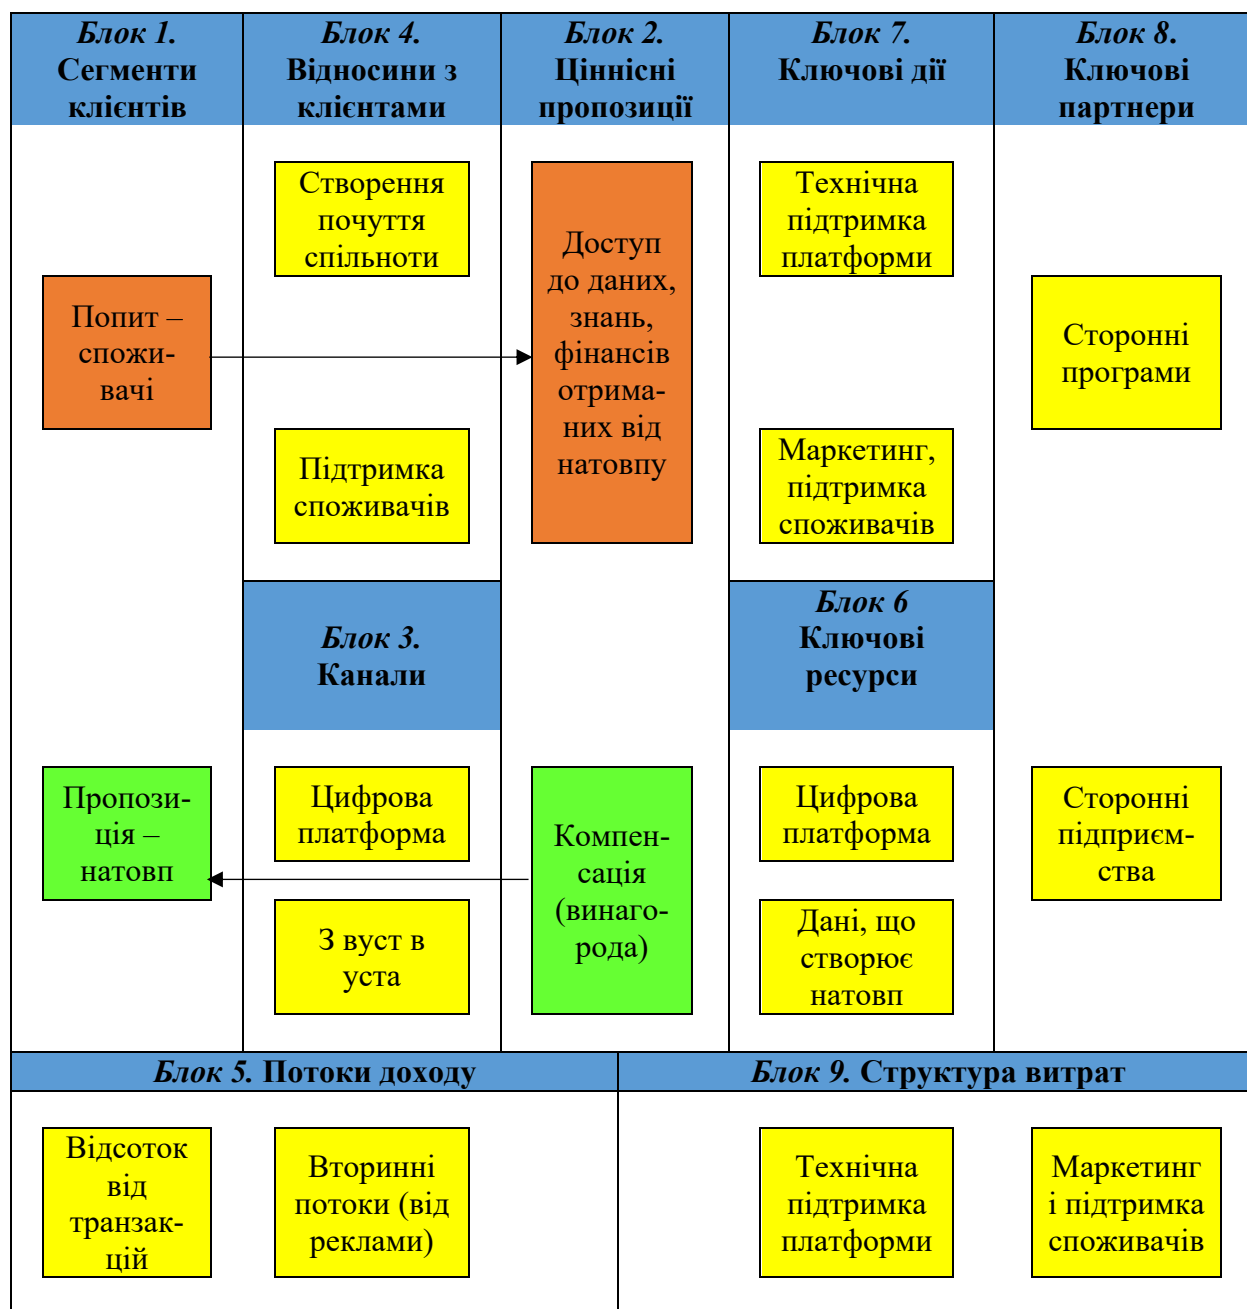 Блок 1.
Сегменти
клієнтів
Блок 4.
Відносини з
клієнтами
Блок 2.
Ціннісні
пропозиції
Блок 7.
Ключові дії
Блок 8.
Ключові
партнери
Попит –
спожи-
вачі
Пропози-
ція –
натовп
Створення
почуття
спільноти
Підтримка
споживачів
Блок 3.
Канали
Цифрова
платформа
З вуст в
уста
Доступ
до даних,
знань,
фінансів
отрима-
них від
натовпу
Компен-
сація
(винаго-
рода)
Технічна
підтримка
платформи
Маркетинг,
підтримка
споживачів
Блок 6
Ключові
ресурси
Цифрова
платформа
Дані, що
створює
натовп
Сторонні
програми
Сторонні
підприєм-
ства
Блок 5. Потоки доходу
Відсоток
від
транзак-
цій
Вторинні
потоки (від
реклами)
Блок 9. Структура витрат
Технічна
підтримка
платформи
Маркетинг
і підтримка
споживачів